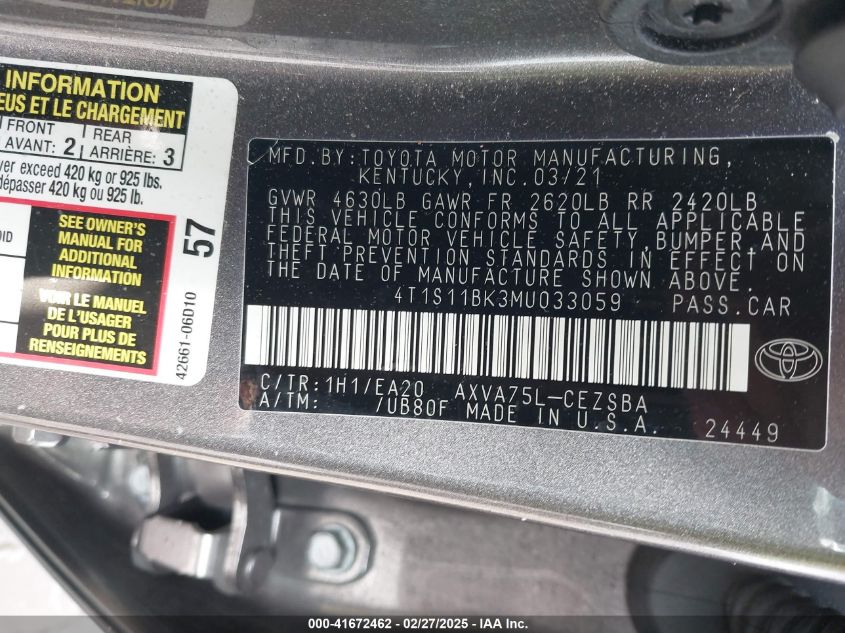 INFORMATION
EUS ET LE CHARGEMENT
FRONT
AVANT: 2
REAR
ARRIÈRE: 3
ver exceed 420 kg or 925 lbs.
dépasser 420 kg ou 925 lb.
SEE OWNER'S
MANUAL FOR
ADDITIONAL
INFORMATION
VOIR LE MANUEL
DE L'USAGER
POUR PLUS DE
RENSEIGNEMENTS
57
42661-06D10
MFD.BY:TOYOTA MOTOR MANUFACTURING,
KENTUCKY,INC.03/21
GVWR 4630LB GAWR FR 2620LB RR 2420LB
THIS VEHICLE CONFORMS TO ALL APPLICABLE
FEDERAL MOTOR VEHICLE SAFETY,BUMPER,AND
THEFT PREVENTION STANDARDS IN EFFECT ON
THE DATE OF MANUFACTURE SHOWN ABOVE.
4T1S11BK3MU033059 PASS.CAR
C/TR:1H1/EA20 AXVA75L-CEZSBA
A/TM: /UB80F MADE IN U.S.A.
24449
000-41672462 - 02/27/2025 - IAA Inc.